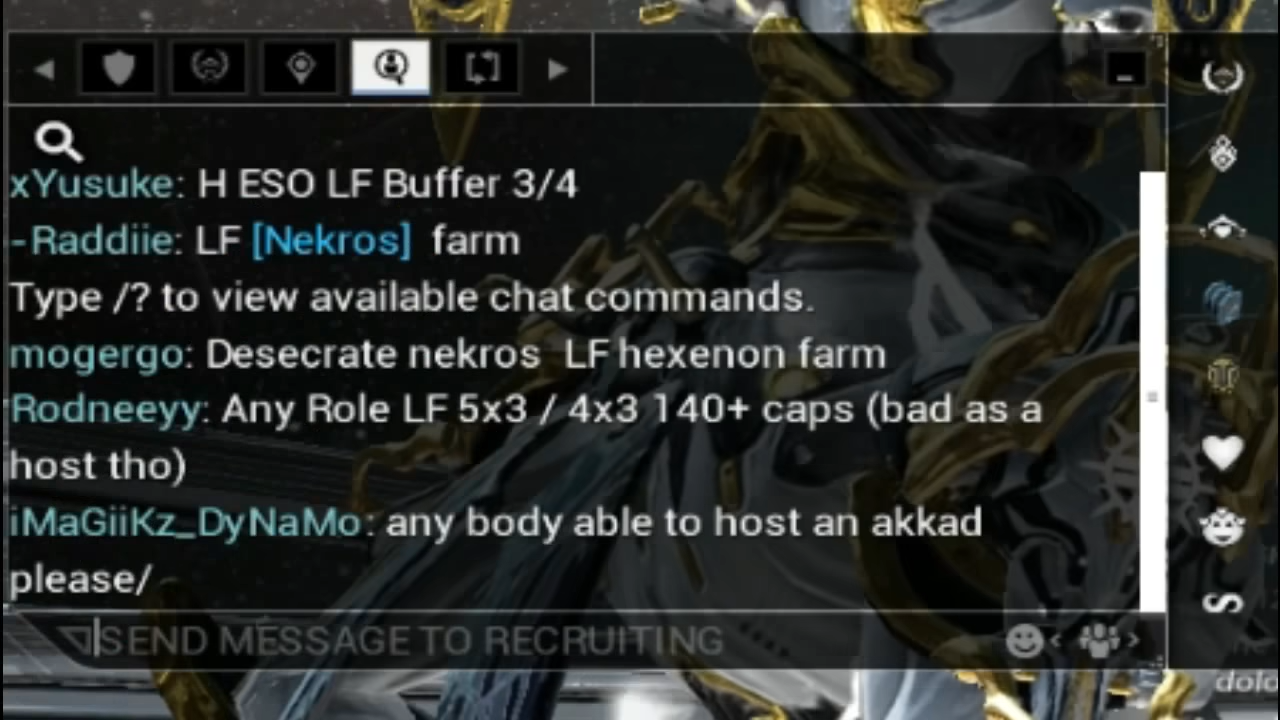 xYusuke: H ESO LF Buffer 3/4
-Raddiie: LF [Nekros] farm
Type /? to view available chat commands.
mogergo: Desecrate nekros LF hexenon farm
Rodneeyy: Any Role LF 5x3 / 4x3 140+ caps (bad as a
host tho)
iMaGiiKz_DyNaMo: any body able to host an akkad
please/
SEND MESSAGE TO RECRUITING